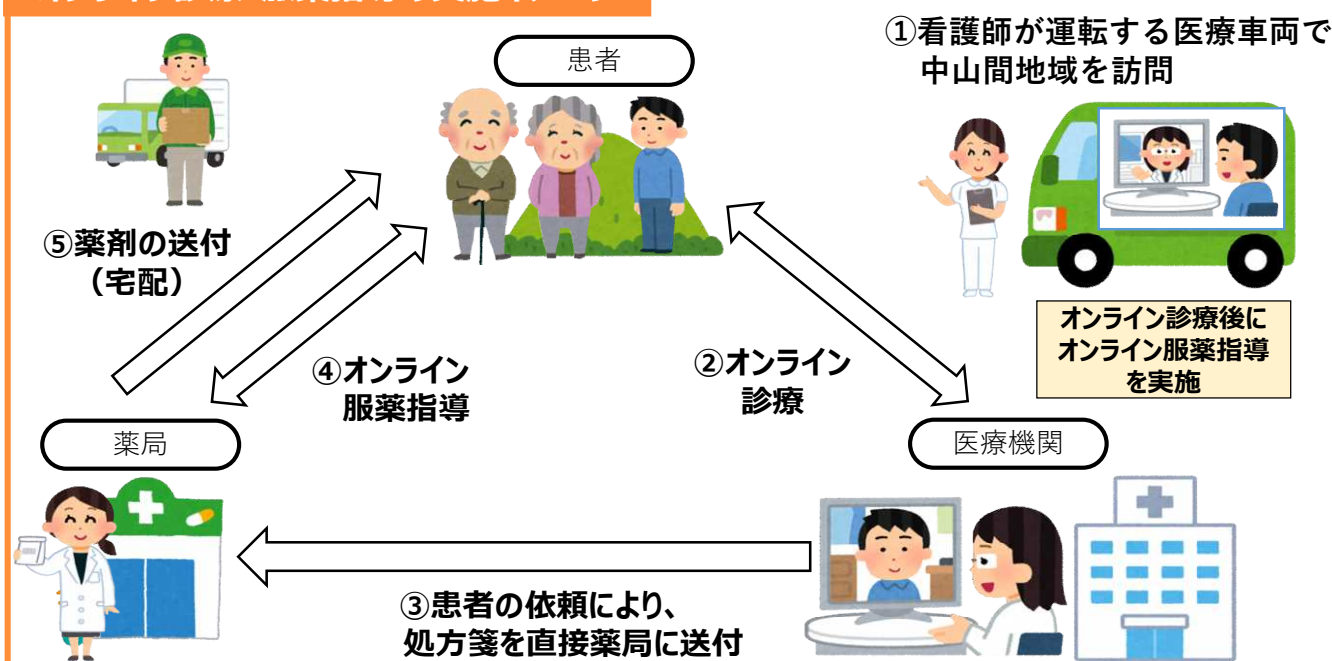 患者
①看護師が運転する医療車両で
中山間地域を訪問
⑤薬剤の送付
（宅配）
④オンライン
服薬指導
②オンライン
診療
オンライン診療後に
オンライン服薬指導
を実施
薬局
医療機関
③患者の依頼により、
処方箋を直接薬局に送付